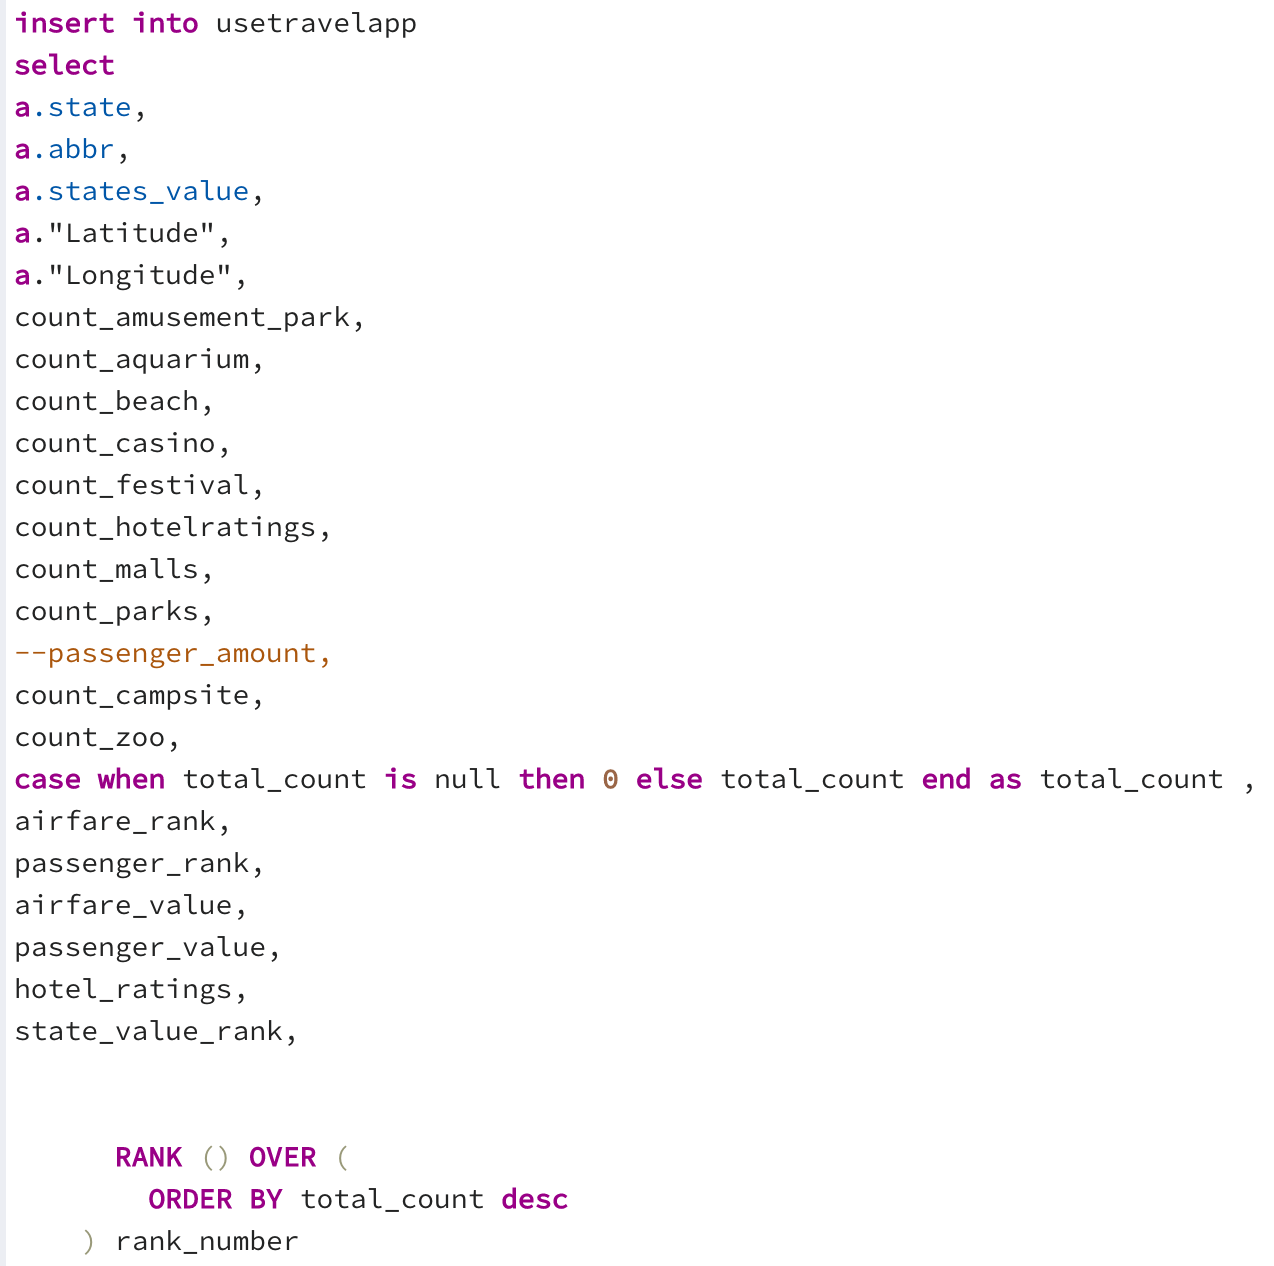 insert into usetravelapp
select
a.state,
a.abbr,
a.states_value,
a."Latitude",
a."Longitude",
count_amusement_park,
count_aquarium,
count_beach,
count_casino,
count_festival,
count_hotelratings,
count_malls,
count_parks,
--passenger_amount,
count_campsite,
count_zoo,
case when total_count is null then 0 else total_count end as total_count ,
airfare_rank,
passenger_rank,
airfare_value,
passenger_value,
hotel_ratings,
state_value_rank,
RANK () OVER (
ORDER BY total_count desc
) rank_number